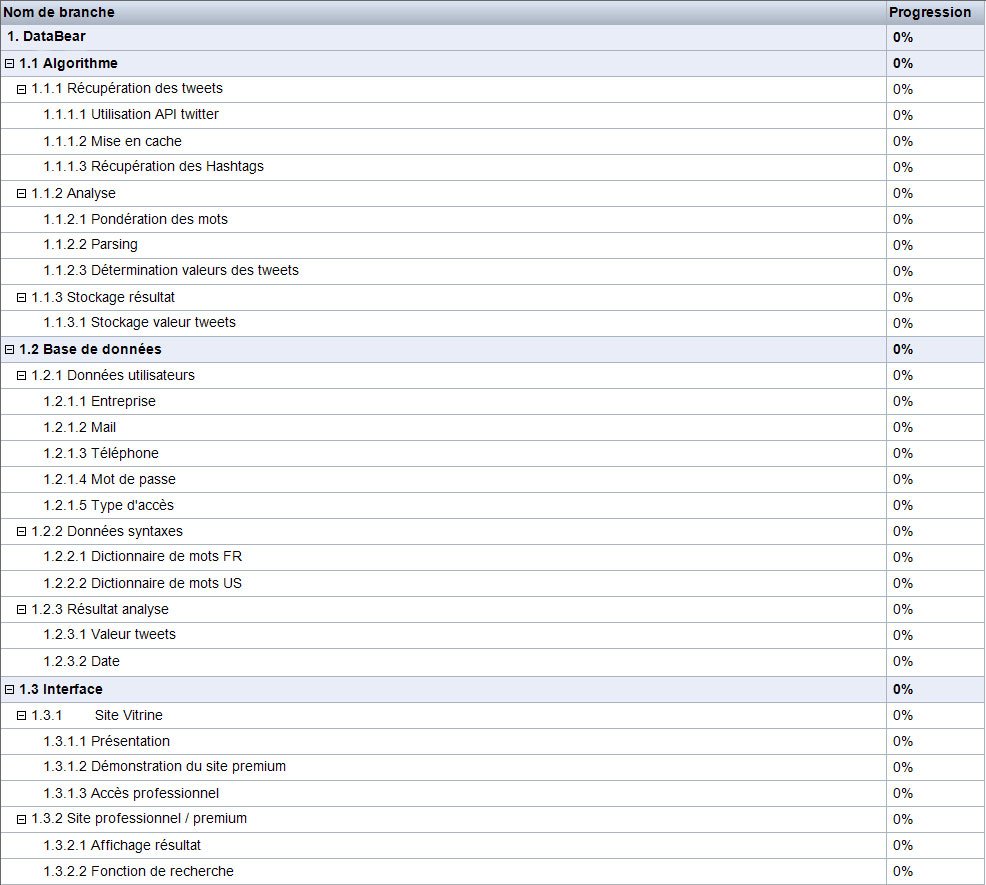 Nom de branche Progression
1. DataBear 0%
1.1 Algorithme 0%
1.1.1 Récupération des tweets 0%
1.1.1.1 Utilisation API twitter 0%
1.1.1.2 Mise en cache 0%
1.1.1.3 Récupération des Hashtags 0%
1.1.2 Analyse 0%
1.1.2.1 Pondération des mots 0%
1.1.2.2 Parsing 0%
1.1.2.3 Détermination valeurs des tweets 0%
1.1.3 Stockage résultat 0%
1.1.3.1 Stockage valeur tweets 0%
1.2 Base de données 0%
1.2.1 Données utilisateurs 0%
1.2.1.1 Entreprise 0%
1.2.1.2 Mail 0%
1.2.1.3 Téléphone 0%
1.2.1.4 Mot de passe 0%
1.2.1.5 Type d'accès 0%
1.2.2 Données syntaxes 0%
1.2.2.1 Dictionnaire de mots FR 0%
1.2.2.2 Dictionnaire de mots US 0%
1.2.3 Résultat analyse 0%
1.2.3.1 Valeur tweets 0%
1.2.3.2 Date 0%
1.3 Interface 0%
1.3.1 Site Vitrine 0%
1.3.1.1 Présentation 0%
1.3.1.2 Démonstration du site premium 0%
1.3.1.3 Accès professionnel 0%
1.3.2 Site professionnel / premium 0%
1.3.2.1 Affichage résultat 0%
1.3.2.2 Fonction de recherche 0%